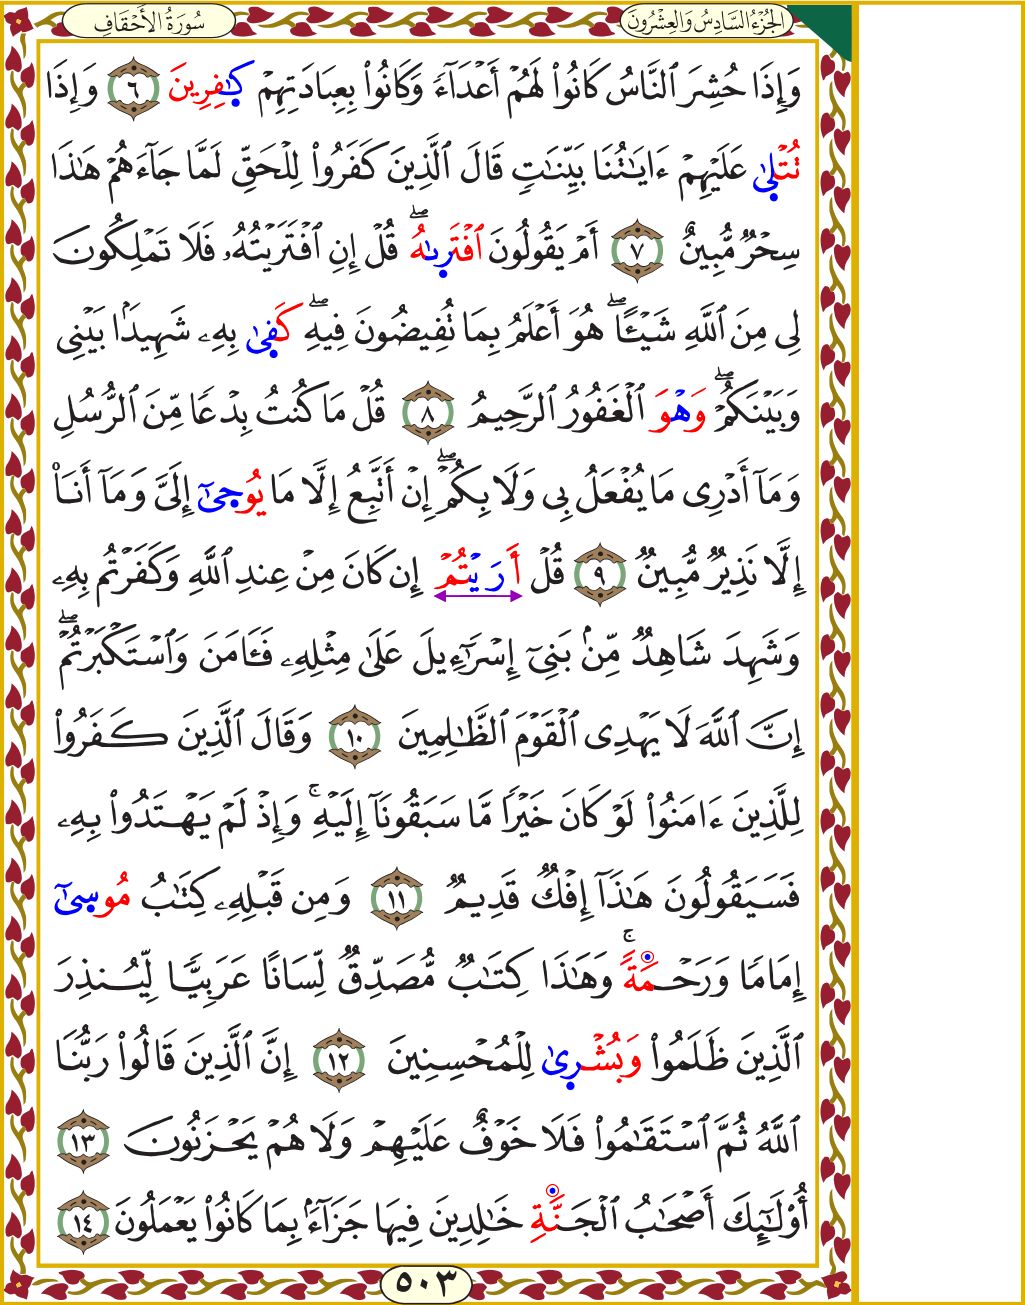 الجُزْءُ السَّادِسُ وَالعِشْرُونَ
سُورَةُ الأَحْقَافِ
وَإِذَا حُشِرَ ٱلنَّاسُ كَانُواْ لَهُمْ أَعْدَآءً وَكَانُواْ بِعِبَادَتِهِمْ كَٰفِرِينَ ٦ وَإِذَا
تُتْلَىٰ عَلَيْهِمْ ءَايَٰتُنَا بَيِّنَٰتٖ قَالَ ٱلَّذِينَ كَفَرُواْ لِلْحَقِّ لَمَّا جَآءَهُمْ هَٰذَا
سِحْرٌ مُّبِينٌ ٧ أَمْ يَقُولُونَ ٱفْتَرَىٰهُۖ قُلْ إِنِ ٱفْتَرَيْتُهُۥ فَلَا تَمْلِكُونَ
لِى مِنَ ٱللَّهِ شَيْـًٔاۖ هُوَ أَعْلَمُ بِمَا تُفِيضُونَ فِيهِۖ كَفَىٰ بِهِۦ شَهِيدًۢا بَيْنِى
وَبَيْنَكُمْۖ وَهْوَ ٱلْغَفُورُ ٱلرَّحِيمُ ٨ قُلْ مَا كُنتُ بِدْعًا مِّنَ ٱلرُّسُلِ
وَمَآ أَدْرِى مَا يُفْعَلُ بِى وَلَا بِكُمْۖ إِنْ أَتَّبِعُ إِلَّا مَا يُوحَىٰٓ إِلَىَّ وَمَآ أَنَا۠
إِلَّا نَذِيرٌ مُّبِينٌ ٩ قُلْ أَرَيْتُمْ إِن كَانَ مِنْ عِندِ ٱللَّهِ وَكَفَرْتُم بِهِۦ
وَشَهِدَ شَاهِدٌ مِّنۢ بَنِىٓ إِسْرَٰٓءِيلَ عَلَىٰ مِثْلِهِۦ فَـَٔامَنَ وَٱسْتَكْبَرْتُمْۖ
إِنَّ ٱللَّهَ لَا يَهْدِى ٱلْقَوْمَ ٱلظَّٰلِمِينَ ١٠ وَقَالَ ٱلَّذِينَ كَفَرُواْ
لِلَّذِينَ ءَامَنُواْ لَوْ كَانَ خَيْرًا مَّا سَبَقُونَآ إِلَيْهِۚ وَإِذْ لَمْ يَهْتَدُواْ بِهِۦ
فَسَيَقُولُونَ هَٰذَآ إِفْكٌ قَدِيمٌ ١١ وَمِن قَبْلِهِۦ كِتَٰبُ مُوسَىٰٓ
إِمَامًا وَرَحْمَةًۚ وَهَٰذَا كِتَٰبٌ مُّصَدِّقٌ لِّسَانًا عَرَبِيًّا لِّيُنذِرَ
ٱلَّذِينَ ظَلَمُواْ وَبُشْرَىٰ لِلْمُحْسِنِينَ ١٢ إِنَّ ٱلَّذِينَ قَالُواْ رَبُّنَا
ٱللَّهُ ثُمَّ ٱسْتَقَٰمُواْ فَلَا خَوْفٌ عَلَيْهِمْ وَلَا هُمْ يَحْزَنُونَ ١٣
أُوْلَٰٓئِكَ أَصْحَٰبُ ٱلْجَنَّةِ خَٰلِدِينَ فِيهَا جَزَآءًۢ بِمَا كَانُواْ يَعْمَلُونَ ١٤
٥٠٣